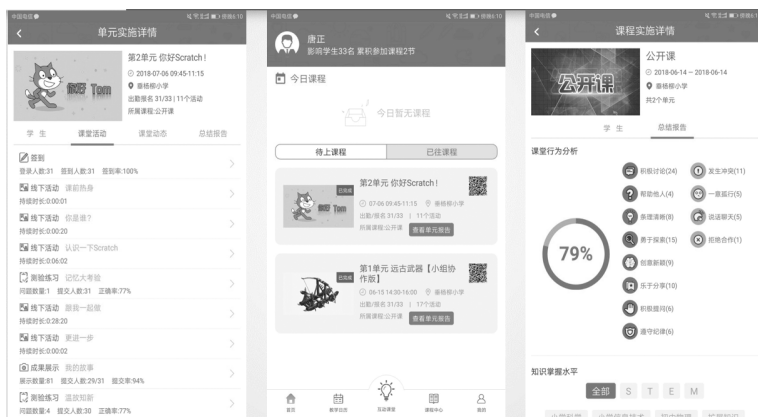 中国电信
单元实施详情
你好 Tom
第2单元 你好Scratch!
2018-07-06 09:45-11:15
垂杨柳小学
出勤报名 31/33 | 11个活动
所属课程:公开课
学 生 课堂活动 课堂动态 总结报告
签到
登录人数:31 签到人数:31 签到率:100%
线下活动 课前热身
持续时长:0:00:01
线下活动 你是谁?
持续时长:0:00:20
线下活动 认识一下Scratch
持续时长:0:06:02
测验练习 记忆大考验
问题数量:1 提交人数:31 正确率:77%
线下活动 跟我一起做
持续时长:0:28:20
线下活动 更进一步
持续时长:0:00:02
成果展示 我的故事
展示数量:81 提交人数:29/31 提交率:94%
测验练习 温故知新
问题数量:4 提交人数:30 正确率:77%
中国电信
唐正
影响学生33名 累积参加课程2节
今日课程
今日暂无课程
待上课程 已往课程
已完成
你好 Tom
第2单元 你好Scratch!
07-06 09:45-11:15 垂杨柳小学
出勤/报名 31/33 | 11个活动
所属课程:公开课 查看单元报告
已完成
第1单元 远古武器【小组协
作版】
06-15 14:30-16:00 垂杨柳小学
出勤/报名 31/33 | 17个活动
所属课程:公开课 查看单元报告
首页 教学日历 互动课堂 课程中心 我的
中国电信
课程实施详情
公开课
公开课
2018-06-14 ~ 2018-06-14
垂杨柳小学
共2个单元
学 生 总结报告
课堂行为分析
79%
积极讨论(24) 发生冲突(11)
帮助他人(4) 一意孤行(5)
条理清晰(8) 说话聊天(5)
勇于探索(15) 拒绝合作(1)
创意新颖(9)
乐于分享(10)
积极提问(6)
遵守纪律(6)
知识掌握水平
全部 S T E M